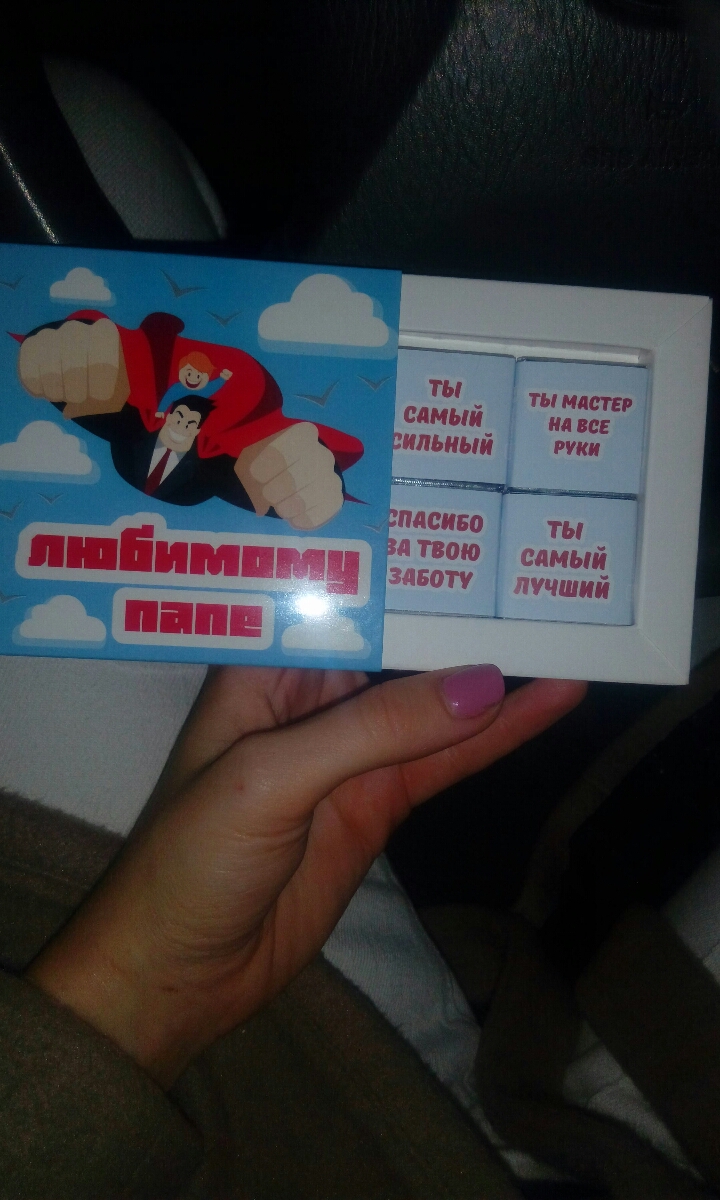 любимому
папе
ТЫ
САМЫЙ
СИЛЬНЫЙ
ТЫ МАСТЕР
НА ВСЕ
РУКИ
СПАСИБО
ЗА ТВОЮ
ЗАБОТУ
ТЫ
САМЫЙ
ЛУЧШИЙ